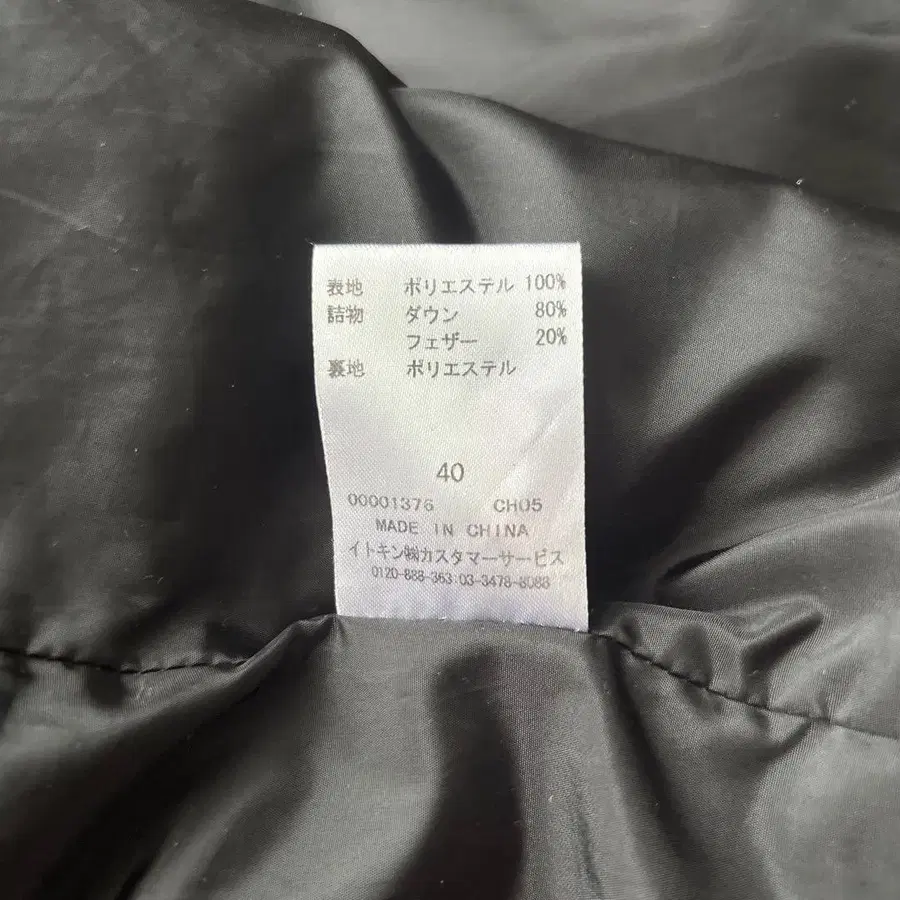 表地 ポリエステル 100%
詰物 ダウン 80%
フェザー 20%
裏地 ポリエステル
40
00001376 CH05
MADE IN CHINA
イトキン㈱カスタマーサービス
0120-888-363:03-3478-8088